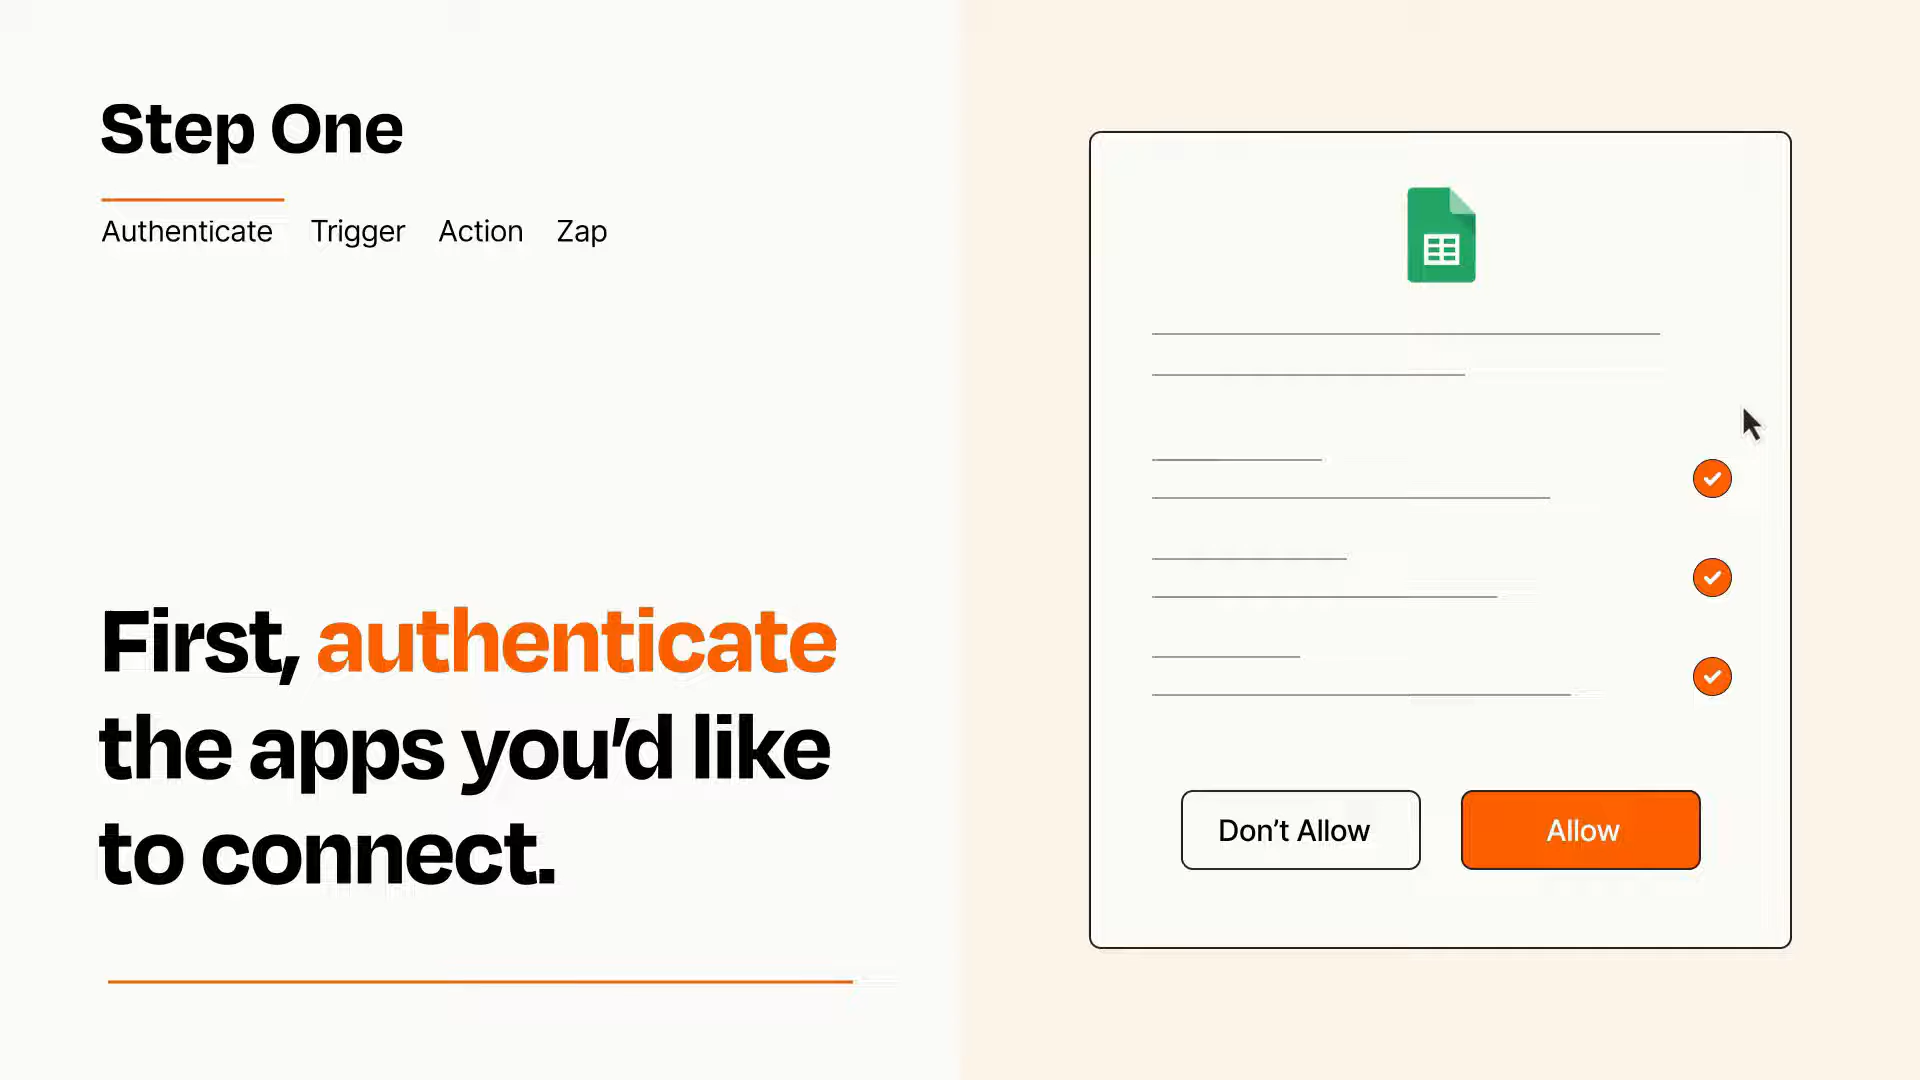 Step One
Authenticate Trigger Action Zap
First, authenticate
the apps you’d like
to connect.
Don’t Allow
Allow